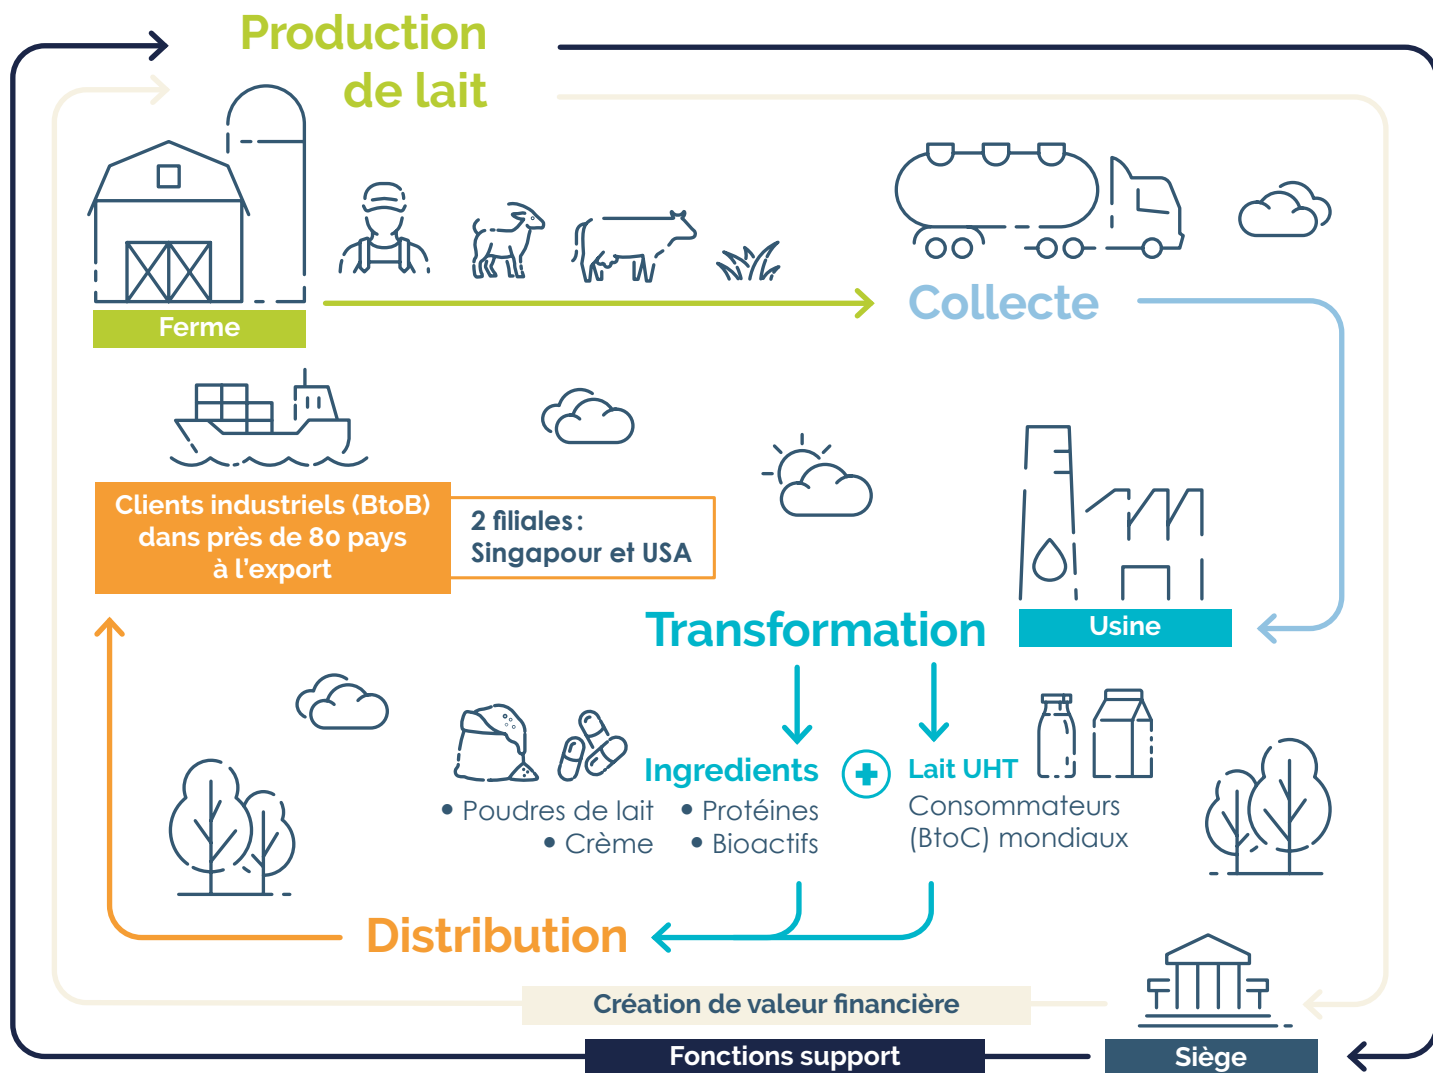 Production
de lait
Ferme
Collecte
Clients industriels (BtoB)
dans près de 80 pays
à l'export
2 filiales :
Singapour et USA
Transformation
Usine
Ingredients
• Poudres de lait • Protéines
• Crème • Bioactifs
Lait UHT
Consommateurs
(BtoC) mondiaux
Distribution
Création de valeur financière
Fonctions support
Siège